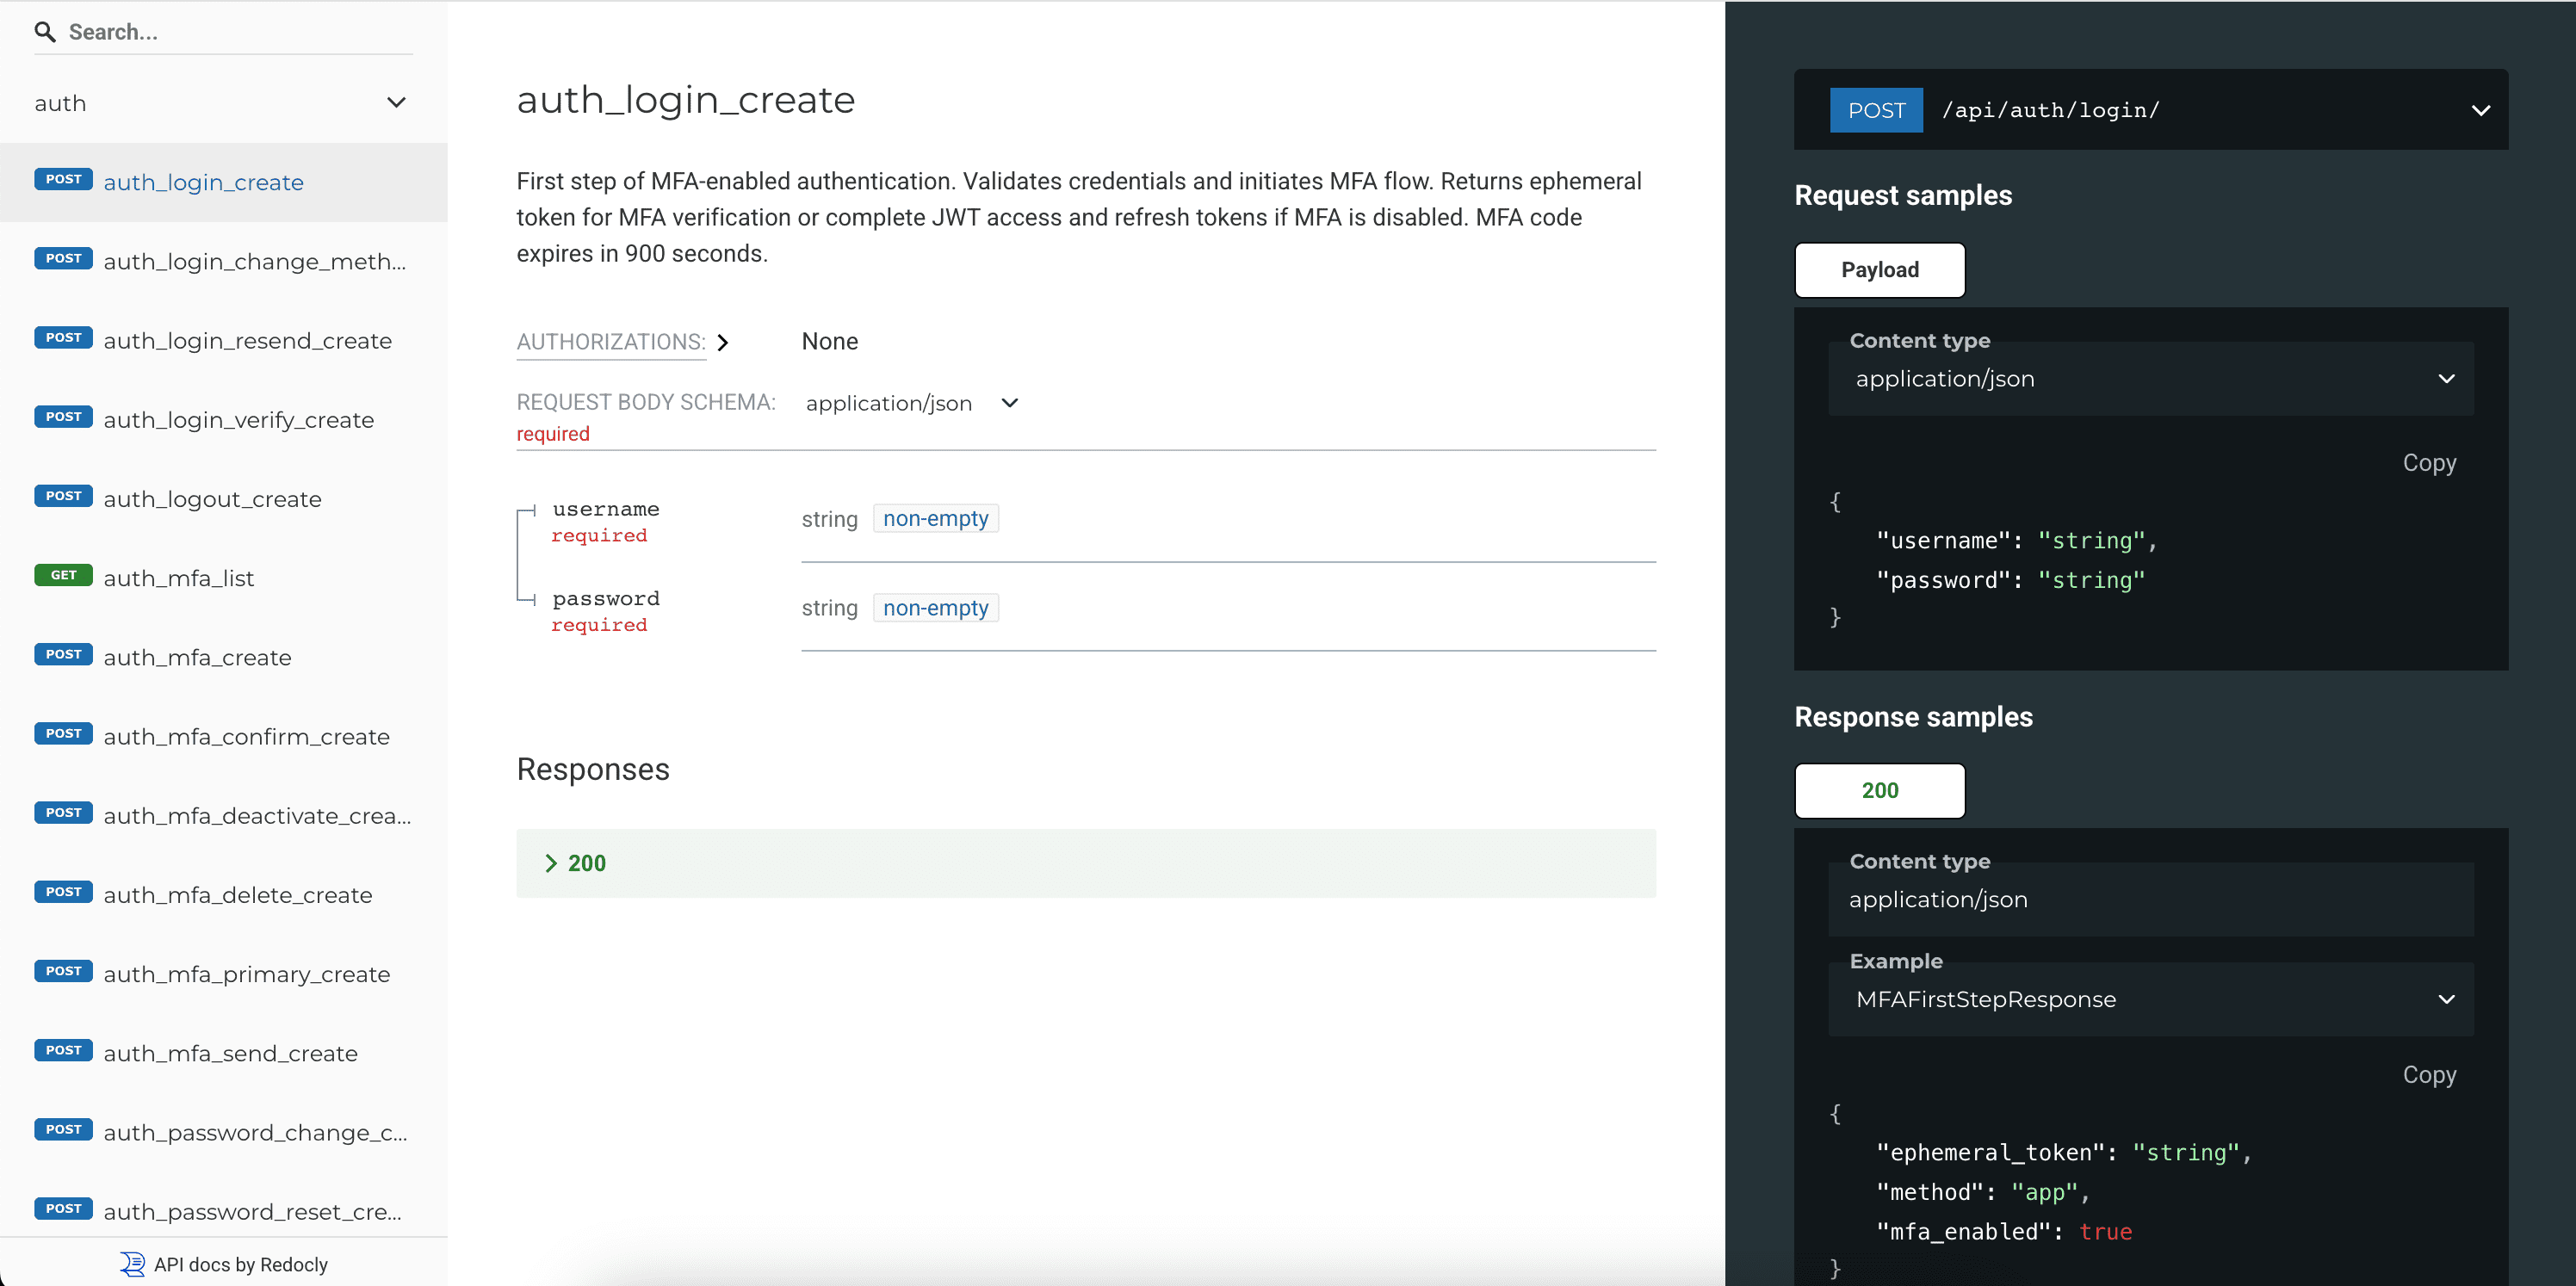 Search...
auth
POST auth_login_create
POST auth_login_change_meth...
POST auth_login_resend_create
POST auth_login_verify_create
POST auth_logout_create
GET auth_mfa_list
POST auth_mfa_create
POST auth_mfa_confirm_create
POST auth_mfa_deactivate_crea...
POST auth_mfa_delete_create
POST auth_mfa_primary_create
POST auth_mfa_send_create
POST auth_password_change_c...
POST auth_password_reset_cre...
API docs by Redocly
auth_login_create
First step of MFA-enabled authentication. Validates credentials and initiates MFA flow. Returns ephemeral
token for MFA verification or complete JWT access and refresh tokens if MFA is disabled. MFA code
expires in 900 seconds.
AUTHORIZATIONS: None
REQUEST BODY SCHEMA: application/json
required
username
required
string non-empty
password
required
string non-empty
Responses
200
POST /api/auth/login/
Request samples
Payload
Content type
application/json
Copy
{
"username": "string",
"password": "string"
}
Response samples
200
Content type
application/json
Example
MFAFirstStepResponse
Copy
{
"ephemeral_token": "string",
"method": "app",
"mfa_enabled": true
}